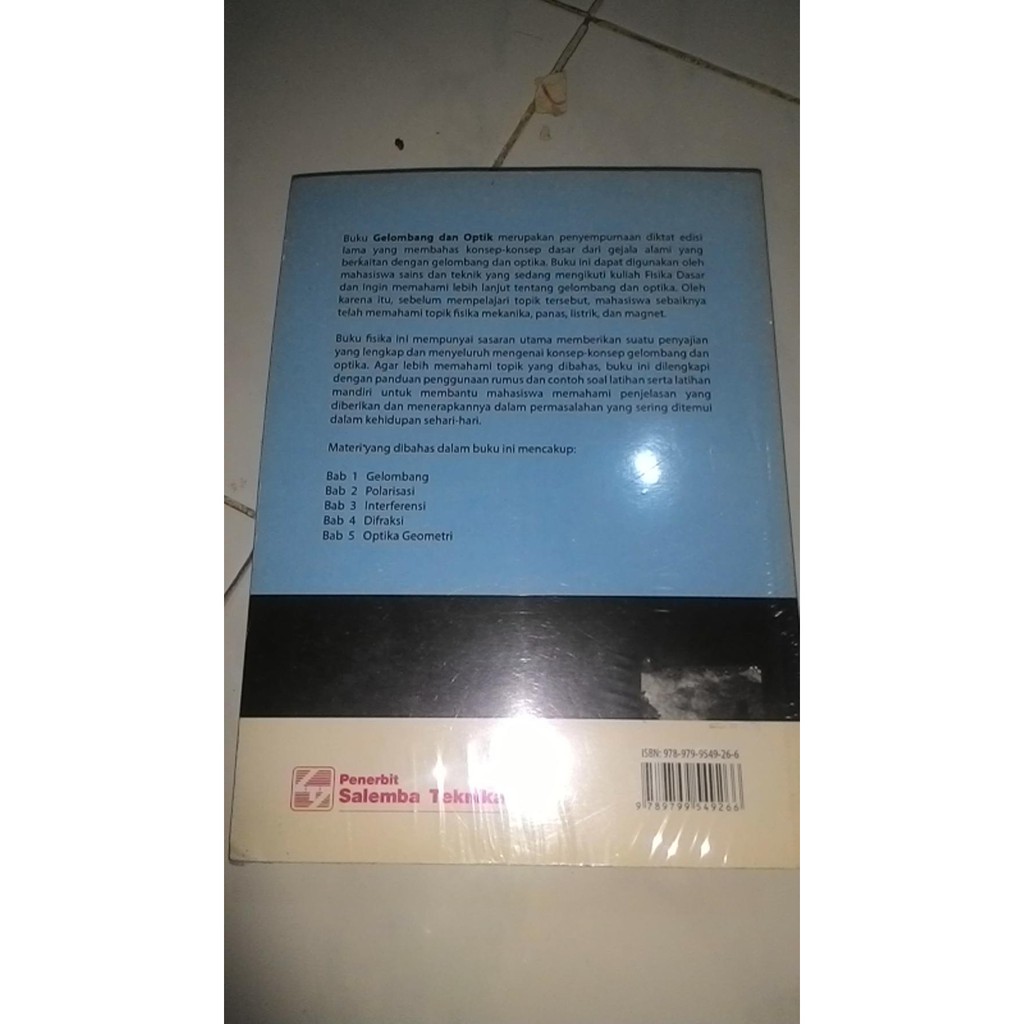 Buku Gelombang dan Optik merupakan penyempurnaan diktat edisi
lama yang membahas konsep-konsep dasar dari gejala alami yang
berkaitan dengan gelombang dan optika. Buku ini dapat digunakan oleh
mahasiswa sains dan teknik yang sedang mengikuti kuliah Fisika Dasar
dan ingin memahami lebih lanjut tentang gelombang dan optika. Oleh
karena itu, sebelum mempelajari topik tersebut, mahasiswa sebaiknya
telah memahami topik fisika mekanika, panas, listrik, dan magnet.
Buku fisika ini mempunyai sasaran utama memberikan suatu penyajian
yang lengkap dan menyeluruh mengenai konsep-konsep gelombang dan
optika. Agar lebih memahami topik yang dibahas, buku ini dilengkapi
dengan panduan penggunaan rumus dan contoh soal latihan serta latihan
mandiri untuk membantu mahasiswa memahami penjelasan yang
diberikan dan menerapkannya dalam permasalahan yang sering ditemui
dalam kehidupan sehari-hari.
Materi yang dibahas dalam buku ini mencakup:
Bab 1 Gelombang
Bab 2 Polarisasi
Bab 3 Interferensi
Bab 4 Difraksi
Bab 5 Optika Geometri
ISBN: 978-979-9549-26-6
Penerbit
Salemba Teknika
9 789799 549266